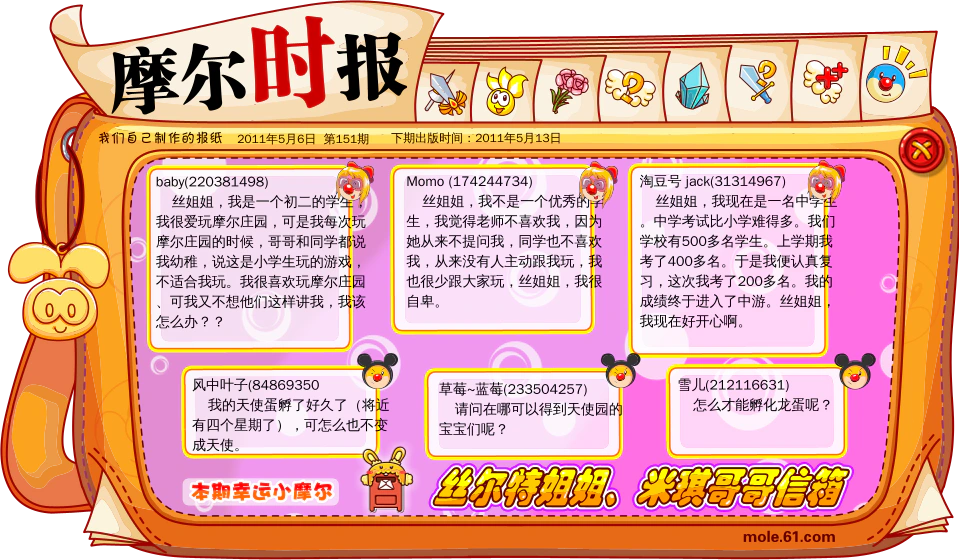 摩尔时报
我们自己制作的报纸 2011年5月6日 第151期 下期出版时间：2011年5月13日
baby(220381498)
丝姐姐，我是一个初二的学生，
我很爱玩摩尔庄园，可是我每次玩
摩尔庄园的时候，哥哥和同学都说
我幼稚，说这是小学生玩的游戏，
不适合我玩。我很喜欢玩摩尔庄园
、可我又不想他们这样讲我，我该
怎么办？？
Momo (174244734)
丝姐姐，我不是一个优秀的学
生，我觉得老师不喜欢我，因为
她从来不提问我，同学也不喜欢
我，从来没有人主动跟我玩，我
也很少跟大家玩，丝姐姐，我很
自卑。
淘豆号 jack(31314967)
丝姐姐，我现在是一名中学生
。中学考试比小学难得多。我们
学校有500多名学生。上学期我
考了400多名。于是我便认真复
习，这次我考了200多名。我的
成绩终于进入了中游。丝姐姐，
我现在好开心啊。
风中叶子(84869350
我的天使蛋孵了好久了（将近
有四个星期了），可怎么也不变
成天使。
草莓~蓝莓(233504257)
请问在哪可以得到天使园的
宝宝们呢？
雪儿(212116631)
怎么才能孵化龙蛋呢？
本期幸运小摩尔
丝尔特姐姐、米琪哥哥信箱
mole.61.com